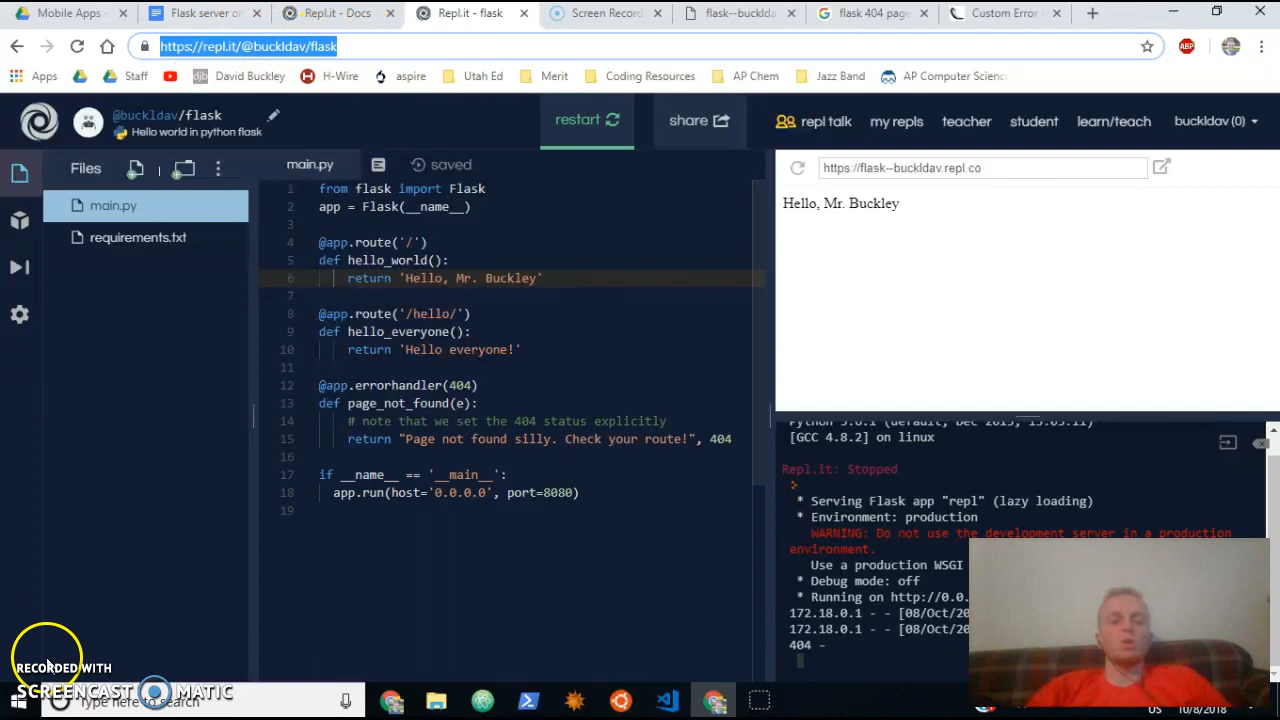 Mobile Apps
Flask server on
Repl.it - Docs
Repl.it - flask
Screen Record
flask--buckld
flask 404 page
Custom Error
https://repl.it/@buckldav/flask
ABP
Apps
Staff
David Buckley
H-Wire
aspire
Utah Ed
Merit
Coding Resources
AP Chem
Jazz Band
AP Computer Scienc
@buckldav/flask
Hello world in python flask
restart
share
repl talk
my repls
teacher
student
learn/teach
buckldav (0)
Files
main.py
requirements.txt
main.py
saved
1 from flask import Flask
2 app = Flask(__name__)
3
4 @app.route('/')
5 def hello_world():
6 return 'Hello, Mr. Buckley'
7
8 @app.route('/hello/')
9 def hello_everyone():
10 return 'Hello everyone!'
11
12 @app.errorhandler(404)
13 def page_not_found(e):
14 # note that we set the 404 status explicitly
15 return "Page not found silly. Check your route!", 404
16
17 if __name__ == '__main__':
18 app.run(host='0.0.0.0', port=8080)
19
https://flask--buckldav.repl.co
Hello, Mr. Buckley
[GCC 4.8.2] on linux
Repl.it: Stopped
* Serving Flask app "repl" (lazy loading)
* Environment: production
WARNING: Do not use the development server in a production
environment.
Use a production WSGI
* Debug mode: off
* Running on http://0.0.
172.18.0.1 - - [08/Oct/20
172.18.0.1 - - [08/Oct/20
404 -
RECORDED WITH
SCREENCAST MATIC
Type here to search
US
10/8/2018